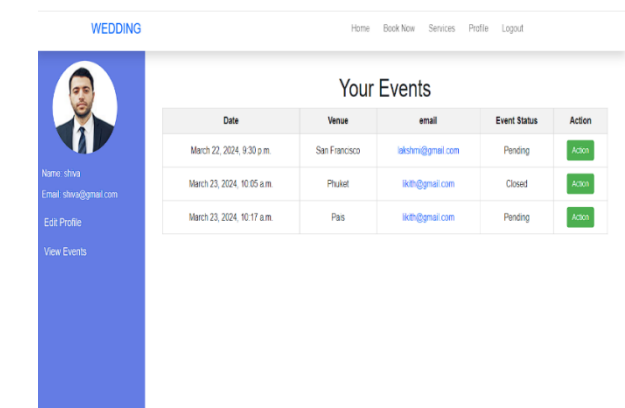 WEDDING Home Book Now Services Profile Logout
Your Events
Date Venue email Event Status Action
March 22, 2024, 9:30 p.m. San Francisco lakshmi@gmail.com Pending Action
March 23, 2024, 10:05 a.m. Phuket likith@gmail.com Closed Action
March 23, 2024, 10:17 a.m. Pais likith@gmail.com Pending Action
Name: shiva
Email: shiva@gmail.com
Edit Profile
View Events